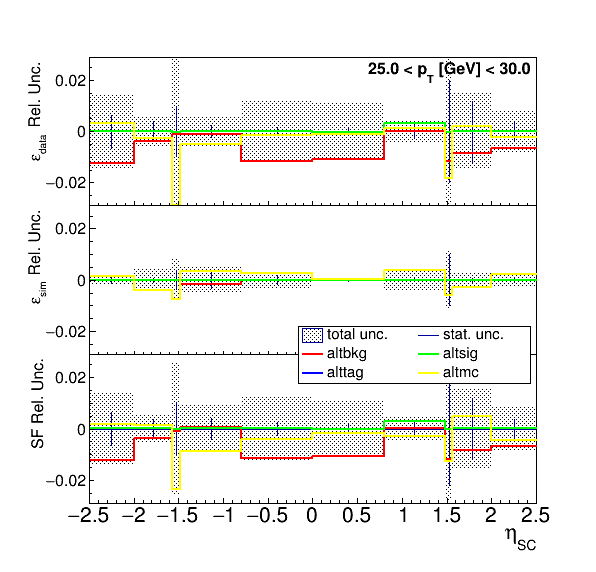 25.0 < p_T [GeV] < 30.0
ε_data Rel. Unc.
0.02
0
−0.02
ε_sim Rel. Unc.
0.02
0
−0.02
total unc. stat. unc.
altbkg altsig
alttag altmc
SF Rel. Unc.
0.02
0
−0.02
−2.5 −2 −1.5 −1 −0.5 0 0.5 1 1.5 2 2.5
η_SC